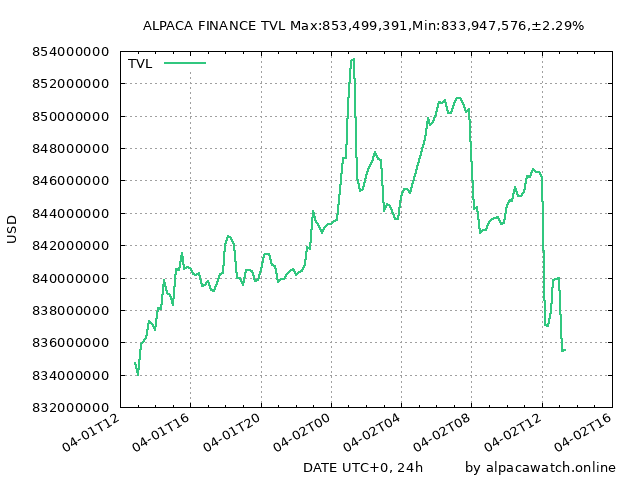 ALPACA FINANCE TVL Max:853,499,391,Min:833,947,576,±2.29%
TVL
854000000
852000000
850000000
848000000
846000000
844000000
842000000
840000000
838000000
836000000
834000000
832000000
USD
04-01T12
04-01T16
04-01T20
04-02T00
04-02T04
04-02T08
04-02T12
04-02T16
DATE UTC+0, 24h
by alpacawatch.online